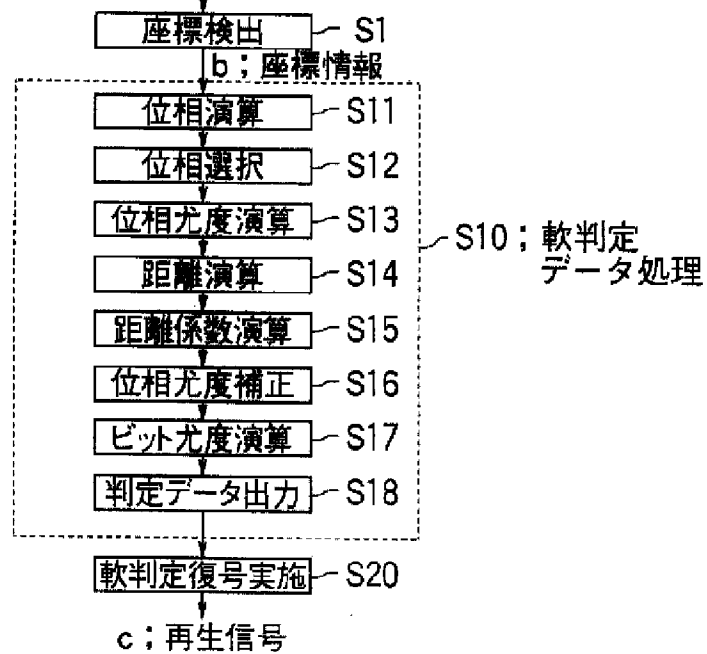 座標検出 S1
b；座標情報
位相演算 S11
位相選択 S12
位相尤度演算 S13
S10；軟判定
データ処理
距離演算 S14
距離係数演算 S15
位相尤度補正 S16
ビット尤度演算 S17
判定データ出力 S18
軟判定復号実施 S20
c；再生信号